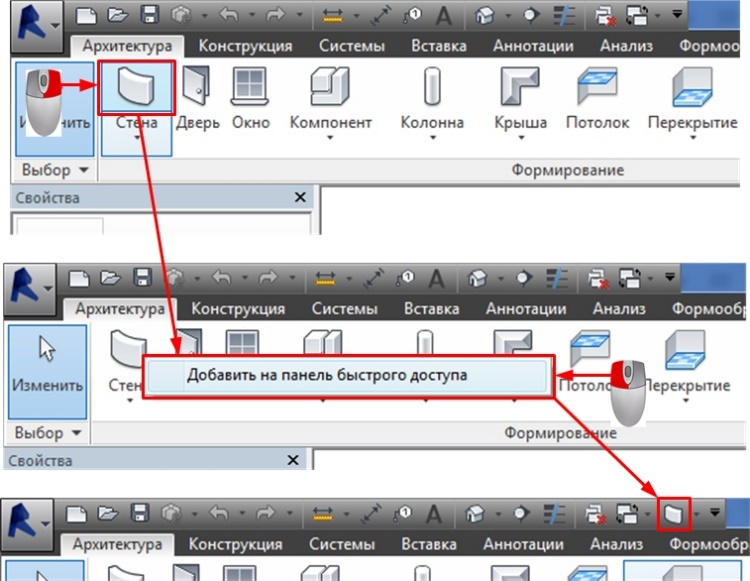 Архитектура Конструкция Системы Вставка Аннотации Анализ Формоо
Стена Дверь Окно Компонент Колонна Крыша Потолок Перекрытие
Выбор Формирование
Свойства
Архитектура Конструкция Системы Вставка Аннотации Анализ Формообр
Добавить на панель быстрого доступа
Изменить Стен Потоло Перекрытие
Выбор Формирование
Свойства
Архитектура Конструкция Системы Вставка Аннотации Анализ Формообр